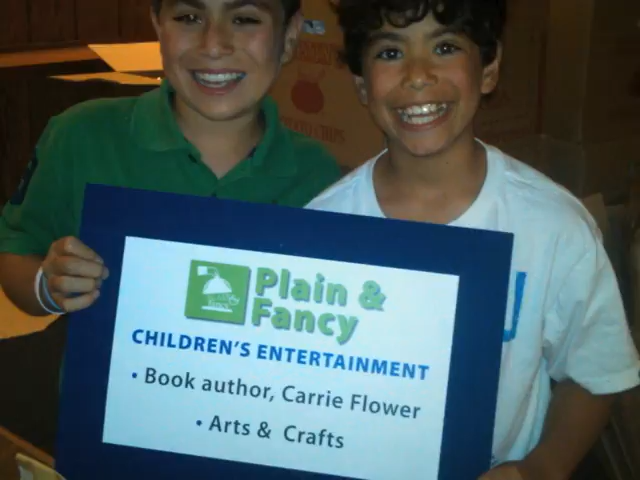 Plain &
Fancy
CHILDREN'S ENTERTAINMENT
• Book author, Carrie Flower
• Arts & Crafts